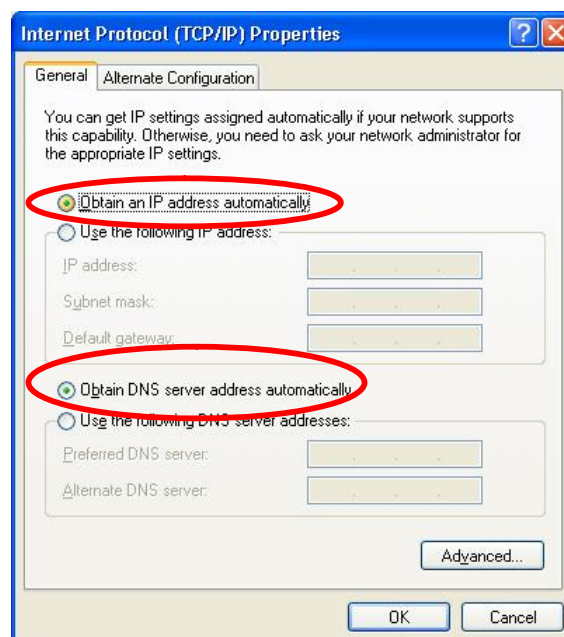 Internet Protocol (TCP/IP) Properties
General
Alternate Configuration
You can get IP settings assigned automatically if your network supports
this capability. Otherwise, you need to ask your network administrator for
the appropriate IP settings.
Obtain an IP address automatically
Use the following IP address:
IP address:
Subnet mask:
Default gateway:
Obtain DNS server address automatically
Use the following DNS server addresses:
Preferred DNS server:
Alternate DNS server:
Advanced...
OK
Cancel